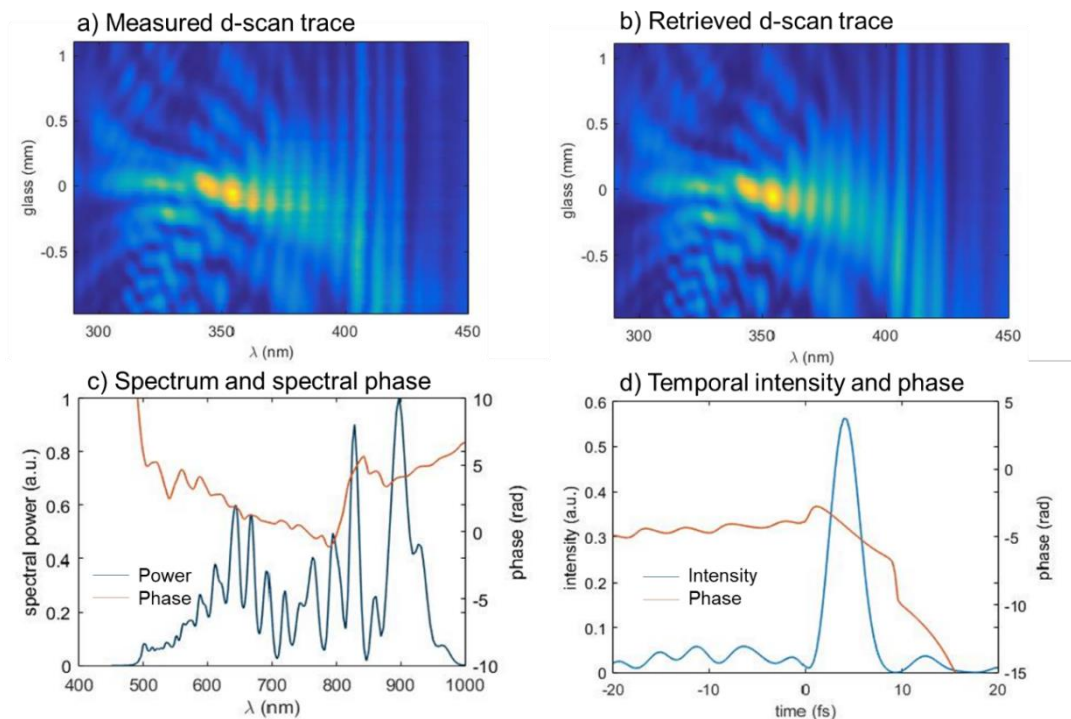 a) Measured d-scan trace
glass (mm)
1
0.5
0
-0.5
300
350
400
450
λ (nm)
b) Retrieved d-scan trace
glass (mm)
1
0.5
0
-0.5
300
350
400
450
λ (nm)
c) Spectrum and spectral phase
spectral power (a.u.)
1
0.8
0.6
0.4
0.2
0
Power
Phase
10
5
0
-5
-10
phase (rad)
400
500
600
700
800
900
1000
λ (nm)
d) Temporal intensity and phase
intensity (a.u.)
0.6
0.5
0.4
0.3
0.2
0.1
0
Intensity
Phase
5
0
-5
-10
-15
phase (rad)
-20
-10
0
10
20
time (fs)